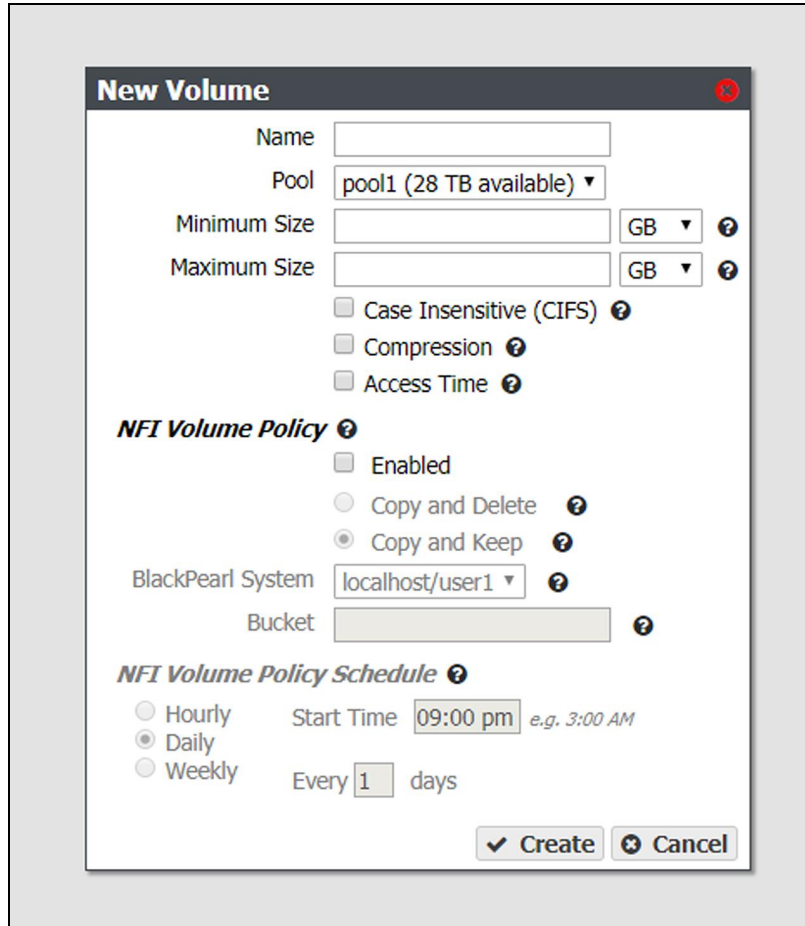 New Volume
Name
Pool pool1 (28 TB available)
Minimum Size GB
Maximum Size GB
Case Insensitive (CIFS)
Compression
Access Time
NFI Volume Policy
Enabled
Copy and Delete
Copy and Keep
BlackPearl System localhost/user1
Bucket
NFI Volume Policy Schedule
Hourly Start Time 09:00 pm e.g. 3:00 AM
Daily
Weekly Every 1 days
Create Cancel